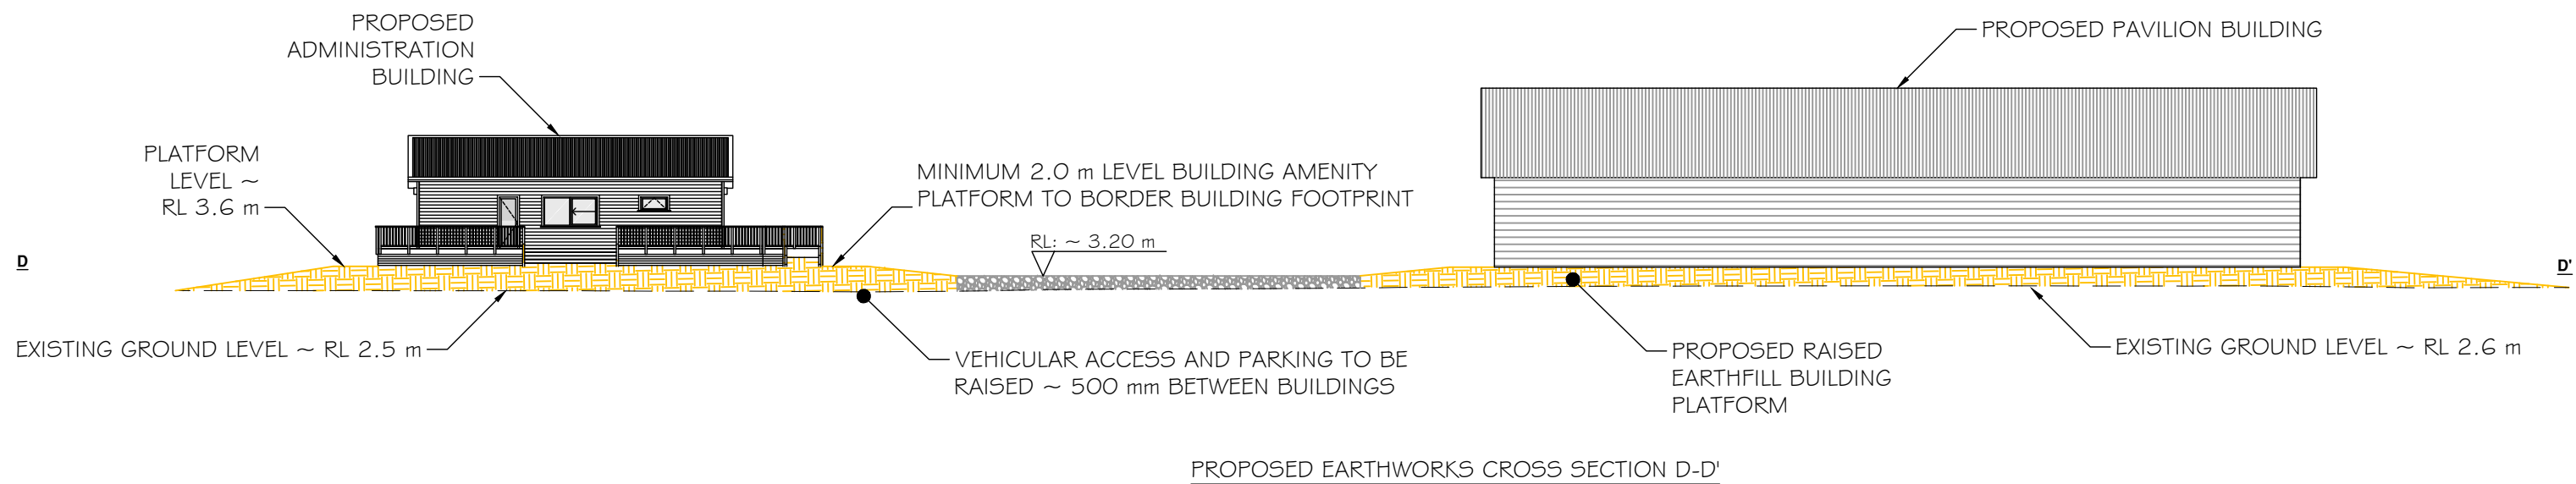 PROPOSED
ADMINISTRATION
BUILDING
PROPOSED PAVILION BUILDING
PLATFORM
LEVEL ~
RL 3.6 m
MINIMUM 2.0 m LEVEL BUILDING AMENITY
PLATFORM TO BORDER BUILDING FOOTPRINT
RL: ~ 3.20 m
D
D'
EXISTING GROUND LEVEL ~ RL 2.5 m
VEHICULAR ACCESS AND PARKING TO BE
RAISED ~ 500 mm BETWEEN BUILDINGS
PROPOSED RAISED
EARTHFILL BUILDING
PLATFORM
EXISTING GROUND LEVEL ~ RL 2.6 m
PROPOSED EARTHWORKS CROSS SECTION D-D'